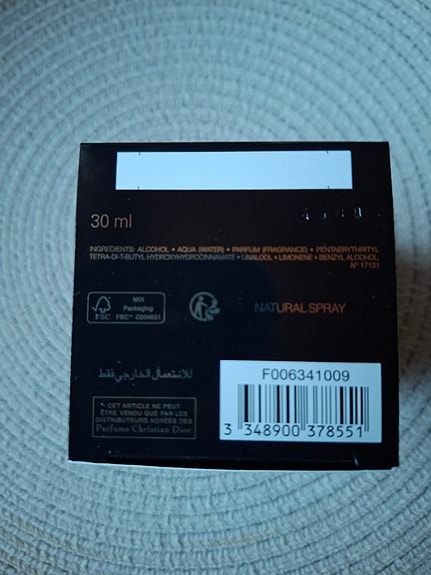 30 ml
INGREDIENTS: ALCOHOL • AQUA (WATER) • PARFUM (FRAGRANCE) • PENTAERYTHRITYL
TETRA-DI-T-BUTYL HYDROXYHYDROCINNAMATE • LINALOOL • LIMONENE • BENZYL ALCOHOL.
N° 17131
FSC
MIX
Packaging
FSC™ C004631
NATURAL SPRAY
للاستعمال الخارجي فقط
F006341009
3 348900 378551
CET ARTICLE NE PEUT
ÊTRE VENDU QUE PAR LES
DISTRIBUTEURS AGRÉÉS DES
Parfums Christian Dior